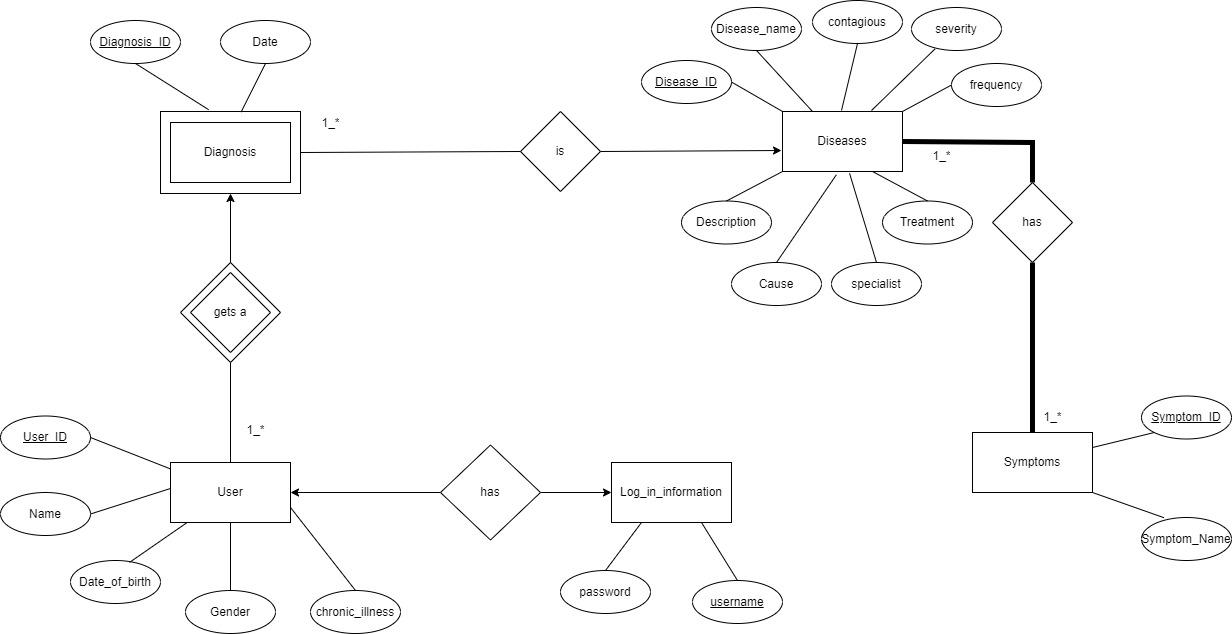 Diagnosis_ID
Date
Disease_name
contagious
severity
Disease_ID
frequency
Diagnosis
1_*
is
Diseases
1_*
Description
Treatment
has
Cause
specialist
gets a
1_*
User_ID
1_*
Symptom_ID
User
has
Log_in_information
Symptoms
Name
Symptom_Name
Date_of_birth
Gender
chronic_illness
password
username